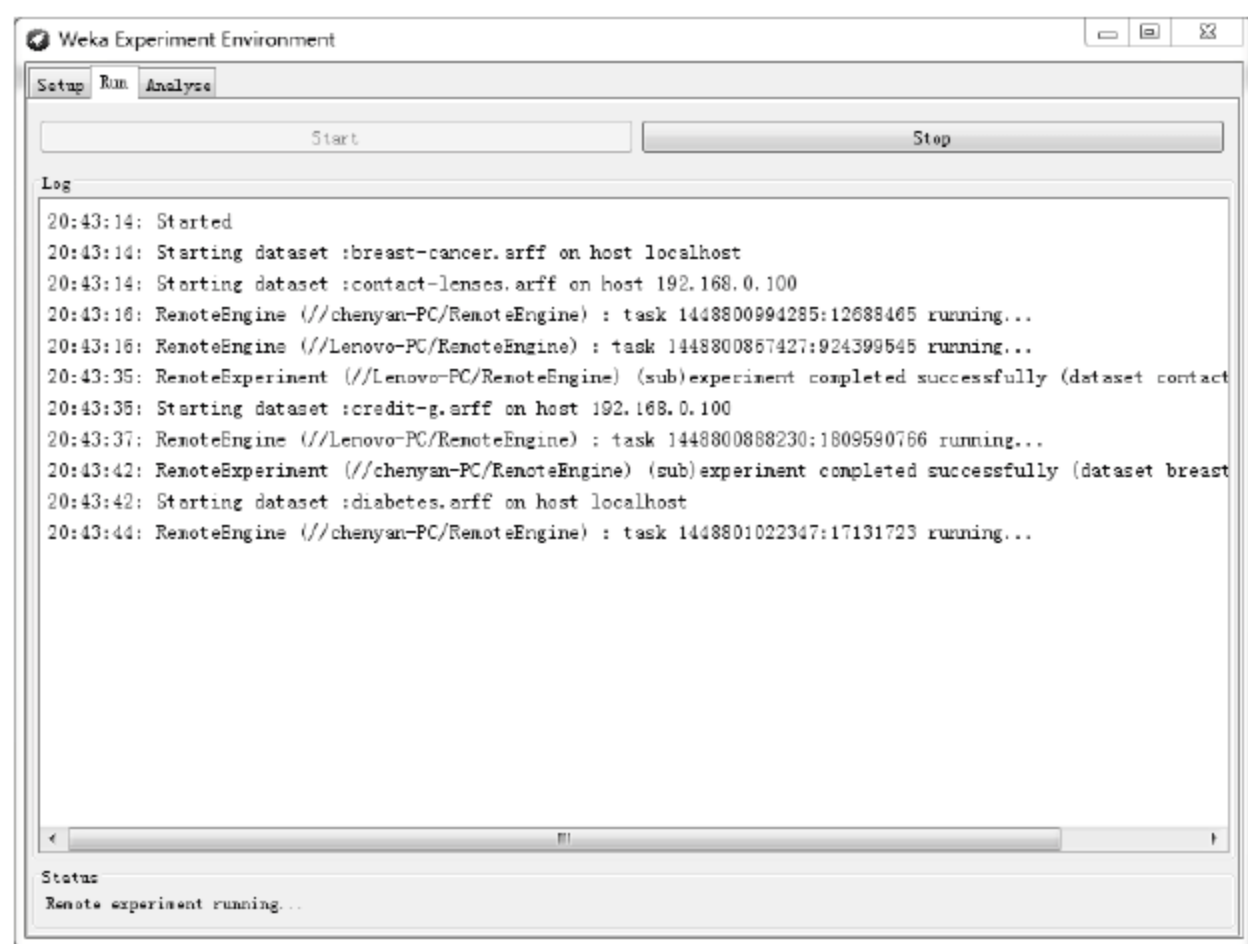 Weka Experiment Environment
Setup Run Analyse
Start Stop
Log
20:43:14: Started
20:43:14: Starting dataset :breast-cancer.arff on host localhost
20:43:14: Starting dataset :contact-lenses.arff on host 192.168.0.100
20:43:16: RemoteEngine (//chenyan-PC/RemoteEngine) : task 1448800994285:12688465 running...
20:43:16: RemoteEngine (//Lenovo-PC/RemoteEngine) : task 1448800867427:924399545 running...
20:43:35: RemoteExperiment (//Lenovo-PC/RemoteEngine) (sub)experiment completed successfully (dataset contact
20:43:35: Starting dataset :credit-g.arff on host 192.168.0.100
20:43:37: RemoteEngine (//Lenovo-PC/RemoteEngine) : task 1448800888230:1809590766 running...
20:43:42: RemoteExperiment (//chenyan-PC/RemoteEngine) (sub)experiment completed successfully (dataset breast
20:43:42: Starting dataset :diabetes.arff on host localhost
20:43:44: RemoteEngine (//chenyan-PC/RemoteEngine) : task 1448801022347:17131723 running...
Status
Remote experiment running...